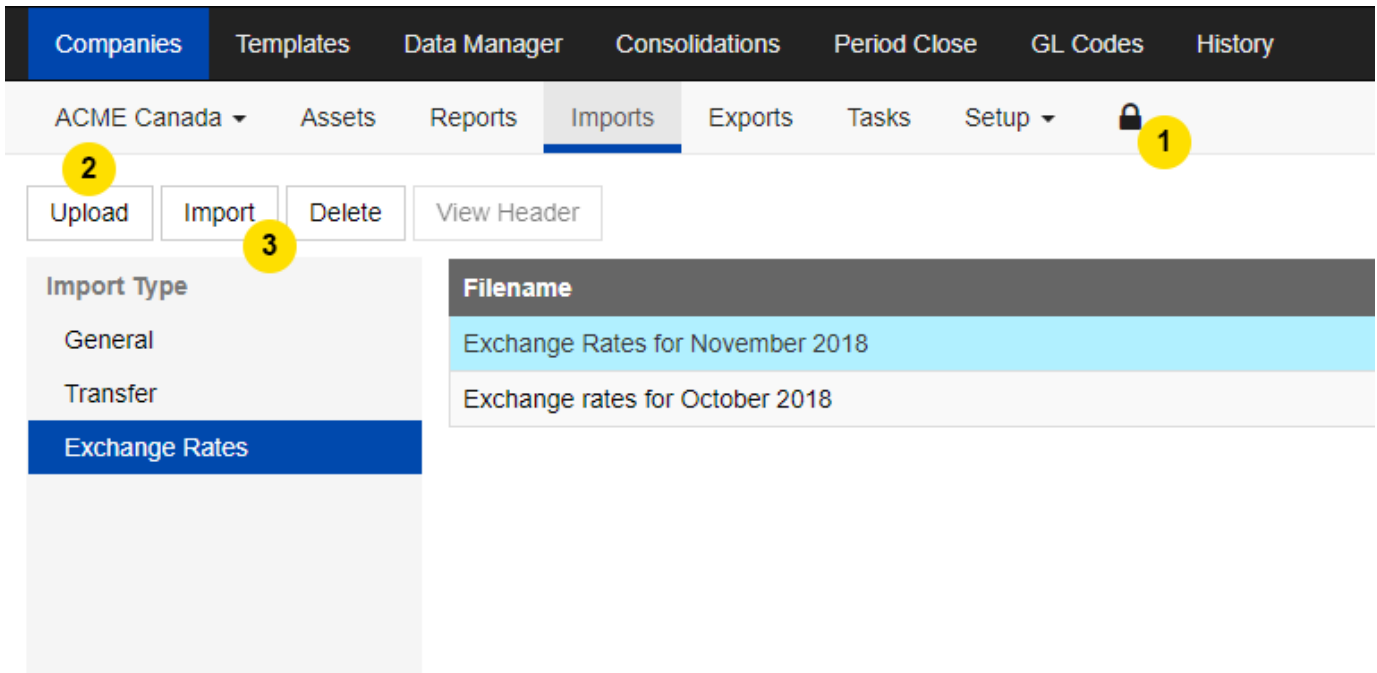 Companies Templates Data Manager Consolidations Period Close GL Codes History
ACME Canada Assets Reports Imports Exports Tasks Setup
1
2
Upload Import Delete View Header
3
Import Type
General
Transfer
Exchange Rates
Filename
Exchange Rates for November 2018
Exchange rates for October 2018